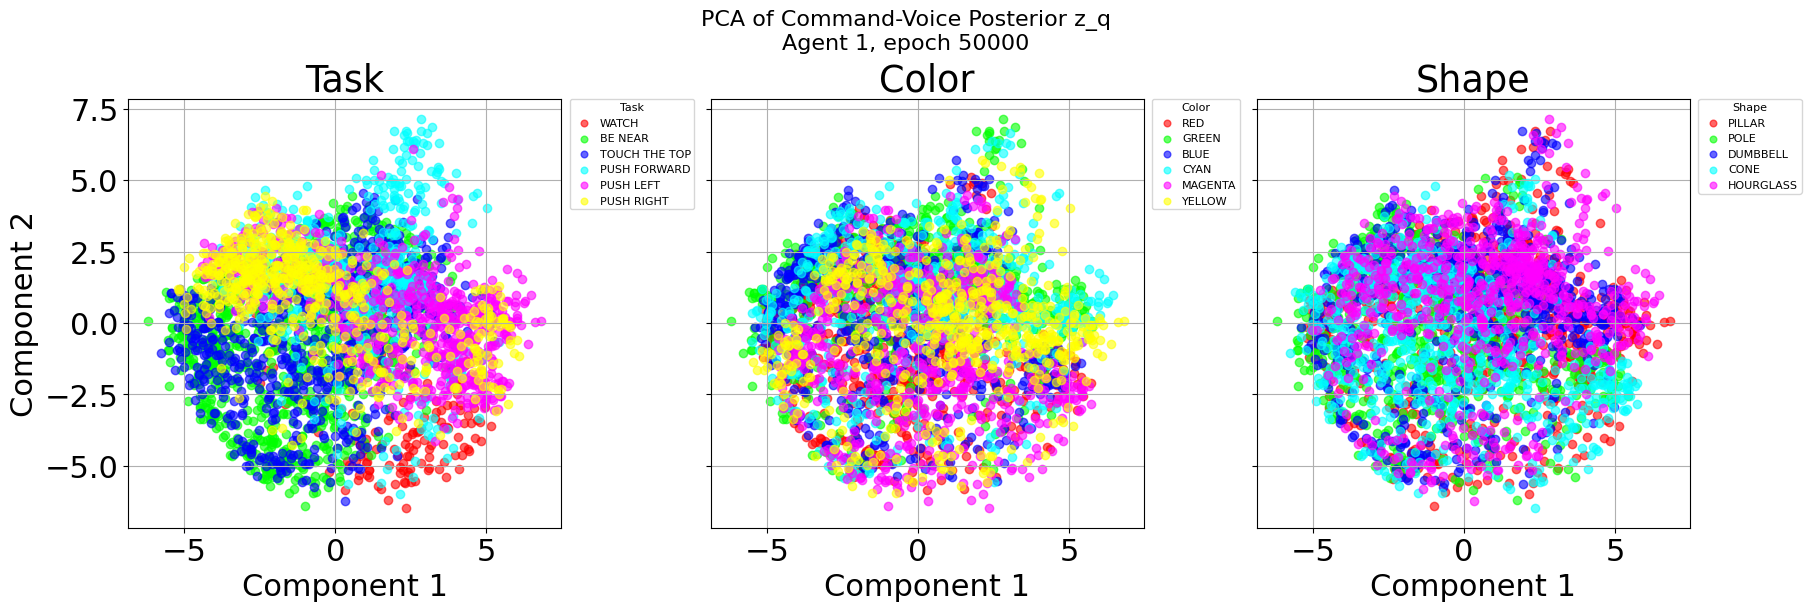 PCA of Command-Voice Posterior z_q
Agent 1, epoch 50000
Task
Color
Shape
7.5
5.0
2.5
0.0
−2.5
−5.0
Component 2
−5 0 5
Component 1
−5 0 5
Component 1
−5 0 5
Component 1
Task
WATCH
BE NEAR
TOUCH THE TOP
PUSH FORWARD
PUSH LEFT
PUSH RIGHT
Color
RED
GREEN
BLUE
CYAN
MAGENTA
YELLOW
Shape
PILLAR
POLE
DUMBBELL
CONE
HOURGLASS